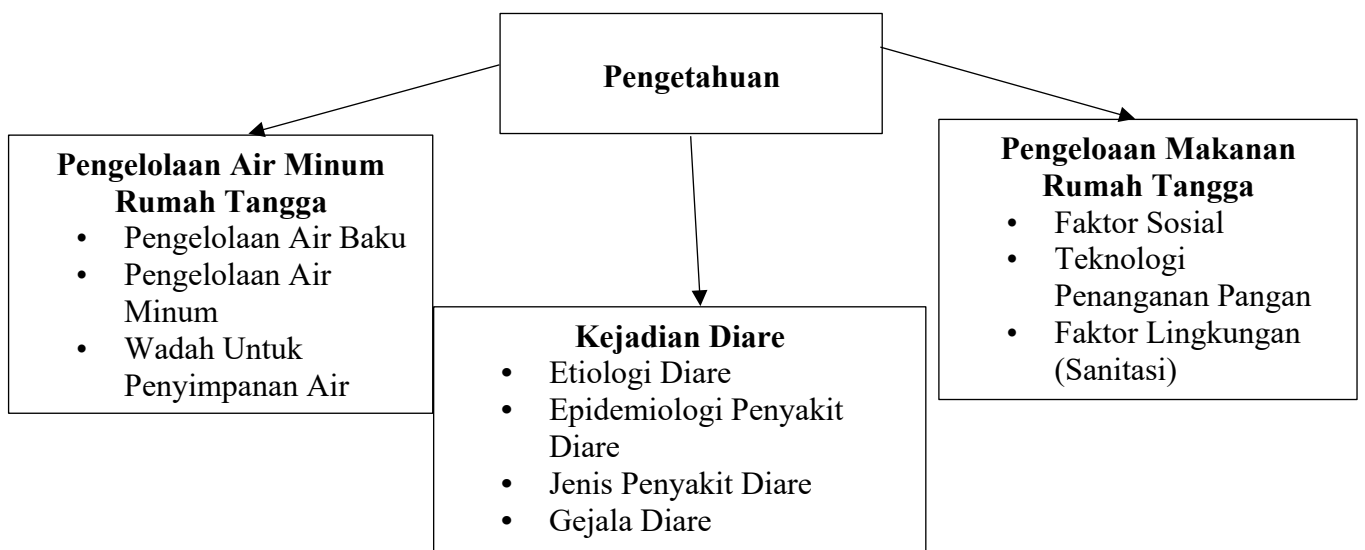 Pengetahuan
Pengelolaan Air Minum
Rumah Tangga
• Pengelolaan Air Baku
• Pengelolaan Air
Minum
• Wadah Untuk
Penyimpanan Air
Kejadian Diare
• Etiologi Diare
• Epidemiologi Penyakit
Diare
• Jenis Penyakit Diare
• Gejala Diare
Pengeloaan Makanan
Rumah Tangga
• Faktor Sosial
• Teknologi
Penanganan Pangan
• Faktor Lingkungan
(Sanitasi)